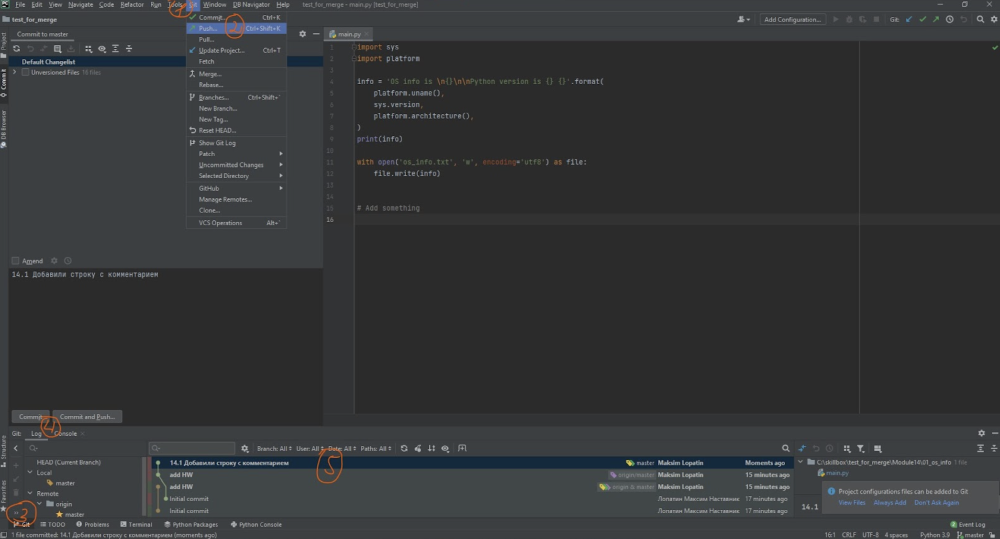 PC File Edit View Navigate Code Refactor Run Tools Git Window DB Navigator Help test_for_merge - main.py [test_for_merge]
1
test_for_merge
Add Configuration...
Git:
Commit to master
Commit... Ctrl+K
Push... Ctrl+Shift+K
2
Pull...
Update Project... Ctrl+T
Fetch
Merge...
Rebase...
Branches... Ctrl+Shift+`
New Branch...
New Tag...
Reset HEAD...
Show Git Log
Patch
Uncommitted Changes
Selected Directory
GitHub
Manage Remotes...
Clone...
VCS Operations Alt+`
Project
Commit
DB Browser
Structure
Favorites
Default Changelist
Unversioned Files 16 files
main.py
1 import sys
2 import platform
3
4 info = 'OS info is \n{}\n\nPython version is {} {}'.format(
5 platform.uname(),
6 sys.version,
7 platform.architecture(),
8 )
9 print(info)
10
11 with open('os_info.txt', 'w', encoding='utf8') as file:
12 file.write(info)
13
14
15 # Add something
16
Amend
14.1 Добавили строку с комментарием
Commit Commit and Push...
4
Git: Log Console
Branch: All User: All Date: All Paths: All
HEAD (Current Branch)
Local
master
Remote
origin
master
3
5
14.1 Добавили строку с комментарием master Maksim Lopatin Moments ago
add HW origin/master Maksim Lopatin 15 minutes ago
add HW origin & master Maksim Lopatin 15 minutes ago
Initial commit Лопатин Максим Наставник 17 minutes ago
Initial commit Лопатин Максим Наставник 17 minutes ago
C:\skillbox\test_for_merge\Module14\01_os_info 1 file
main.py
Project configurations files can be added to Git
View Files Always Add Don't Ask Again
14.1
Git TODO Problems Terminal Python Packages Python Console
2 Event Log
1 file committed: 14.1 Добавили строку с комментарием (moments ago)
16:1 CRLF UTF-8 4 spaces Python 3.9 master